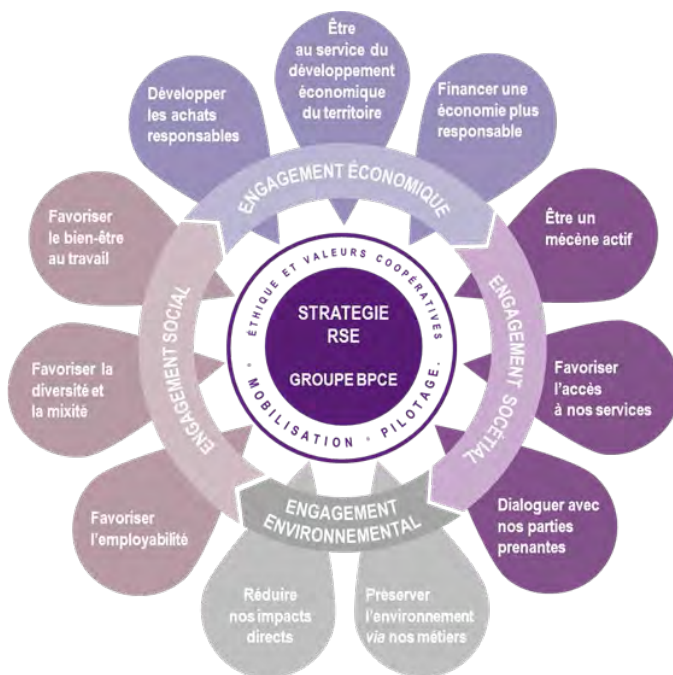 Être
au service du
développement
économique
du territoire
Financer une
économie plus
responsable
Être un
mécène actif
Favoriser
l'accès
à nos services
Dialoguer avec
nos parties
prenantes
Préserver
l'environnement
via nos métiers
Réduire
nos impacts
directs
Favoriser
l'employabilité
Favoriser la
diversité et
la mixité
Favoriser
le bien-être
au travail
Développer
les achats
responsables
ENGAGEMENT ÉCONOMIQUE
ENGAGEMENT SOCÉTIAL
ENGAGEMENT
ENVIRONNEMENTAL
ENGAGEMENT SOCIAL
ÉTHIQUE ET VALEURS COOPÉRATIVES
• MOBILISATION • PILOTAGE.
STRATEGIE
RSE
GROUPE BPCE